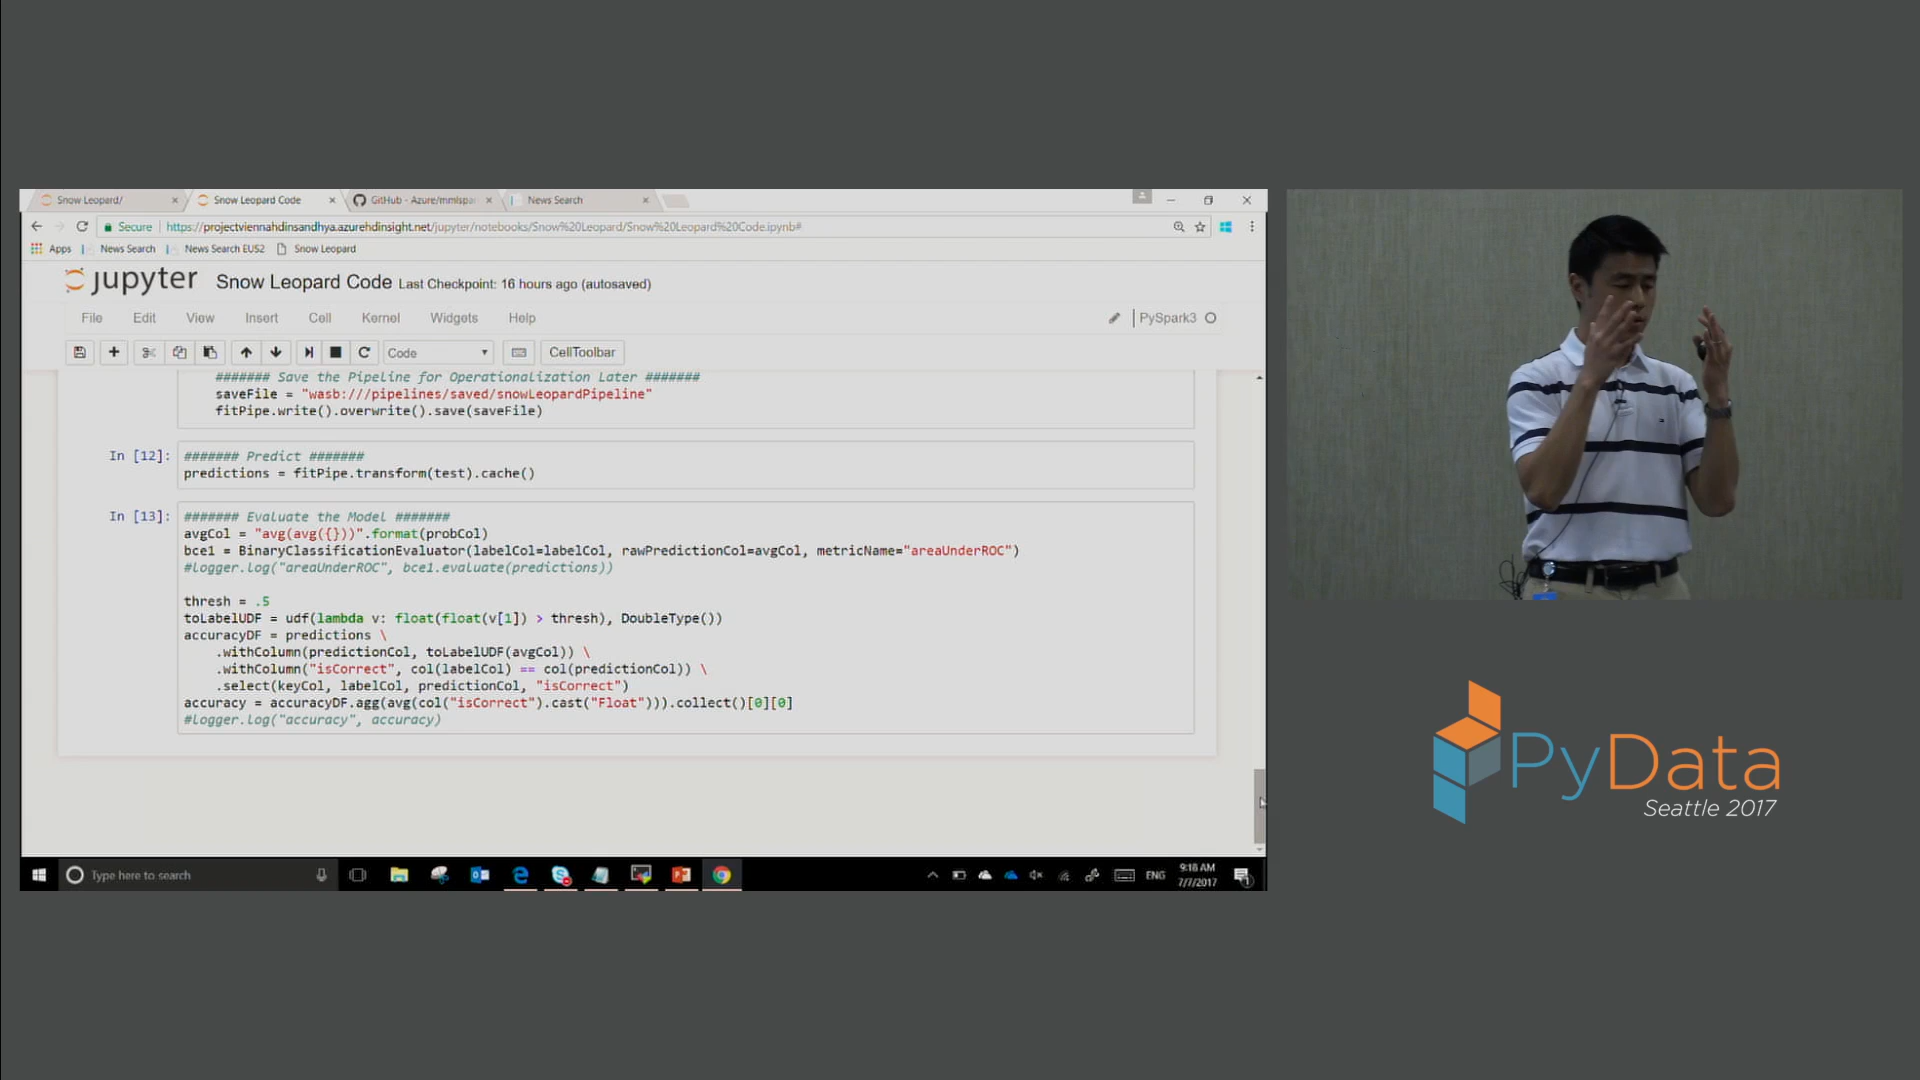 Snow Leopard/
Snow Leopard Code
GitHub - Azure/mmlspa
News Search
Secure
https://projectviennahdinsandhya.azurehdinsight.net/jupyter/notebooks/Snow%20Leopard/Snow%20Leopard%20Code.ipynb#
Apps
News Search
News Search EUS2
Snow Leopard
jupyter
Snow Leopard Code
Last Checkpoint: 16 hours ago (autosaved)
File
Edit
View
Insert
Cell
Kernel
Widgets
Help
PySpark3
Code
CellToolbar
####### Save the Pipeline for Operationalization Later #######
saveFile = "wasb:///pipelines/saved/snowLeopardPipeline"
fitPipe.write().overwrite().save(saveFile)
In [12]:
####### Predict #######
predictions = fitPipe.transform(test).cache()
In [13]:
####### Evaluate the Model #######
avgCol = "avg(avg({}))".format(probCol)
bce1 = BinaryClassificationEvaluator(labelCol=labelCol, rawPredictionCol=avgCol, metricName="areaUnderROC")
#logger.log("areaUnderROC", bce1.evaluate(predictions))
thresh = .5
toLabelUDF = udf(lambda v: float(float(v[1]) > thresh), DoubleType())
accuracyDF = predictions \
.withColumn(predictionCol, toLabelUDF(avgCol)) \
.withColumn("isCorrect", col(labelCol) == col(predictionCol)) \
.select(keyCol, labelCol, predictionCol, "isCorrect")
accuracy = accuracyDF.agg(avg(col("isCorrect").cast("Float"))).collect()[0][0]
#logger.log("accuracy", accuracy)
Type here to search
ENG
9:18 AM
7/7/2017
PyData
Seattle 2017